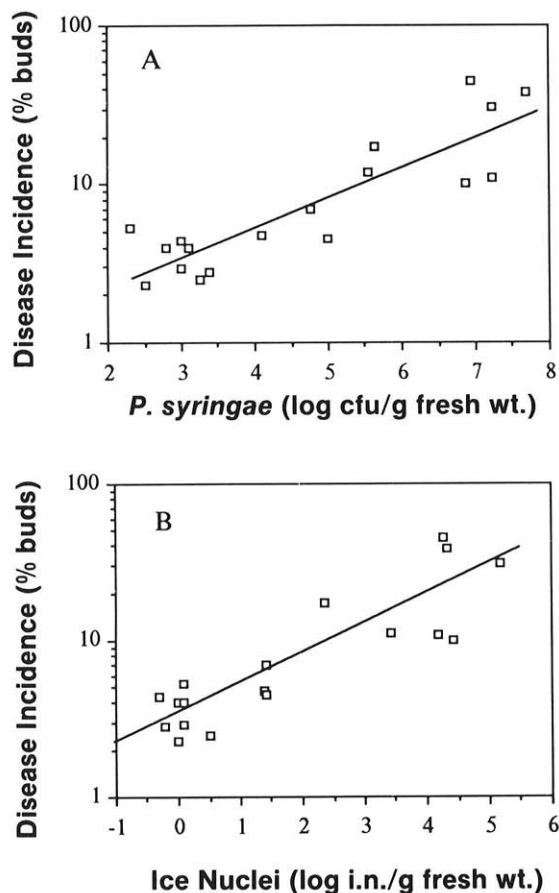 Disease Incidence (% buds)
100
10
1
A
2 3 4 5 6 7 8
P. syringae (log cfu/g fresh wt.)
Disease Incidence (% buds)
100
10
1
B
-1 0 1 2 3 4 5 6
Ice Nuclei (log i.n./g fresh wt.)